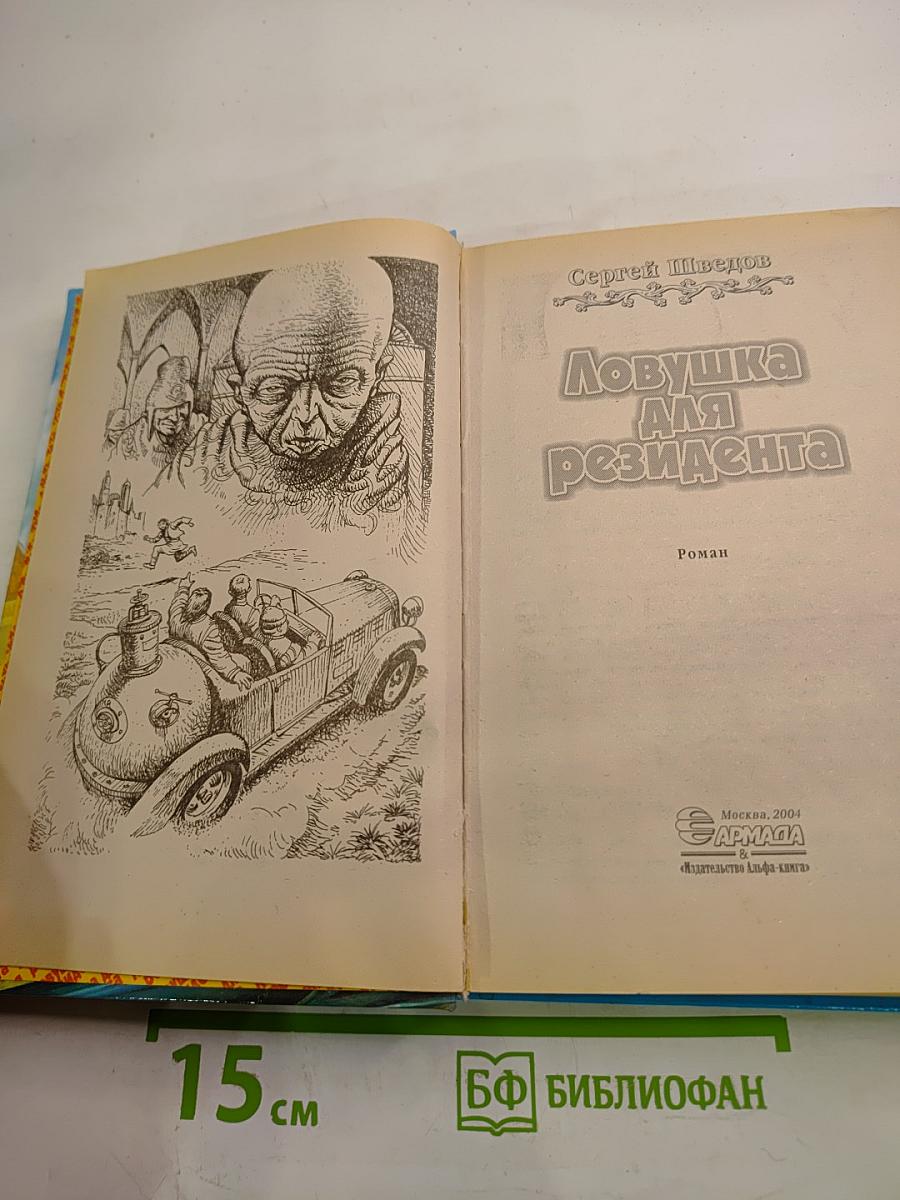 Сергей Шведов
Ловушка
для
резидента
Роман
Москва, 2004
АРМАДА
&
«Издательство Альфа-книга»
15 см
БФ БИБЛИОФАН